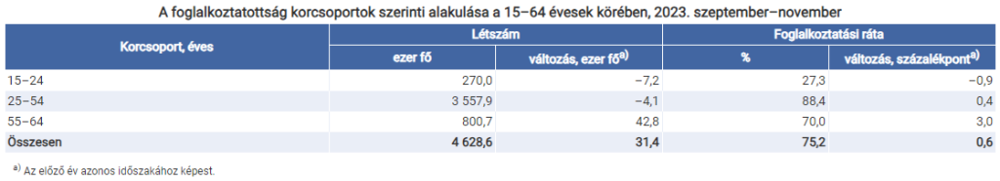 A foglalkoztatottság korcsoportok szerinti alakulása a 15–64 évesek körében, 2023. szeptember–november
Korcsoport, éves Létszám Foglalkoztatási ráta
ezer fő változás, ezer fő a) % változás, százalékpont a)
15–24 270,0 –7,2 27,3 –0,9
25–54 3 557,9 –4,1 88,4 0,4
55–64 800,7 42,8 70,0 3,0
Összesen 4 628,6 31,4 75,2 0,6
a) Az előző év azonos időszakához képest.